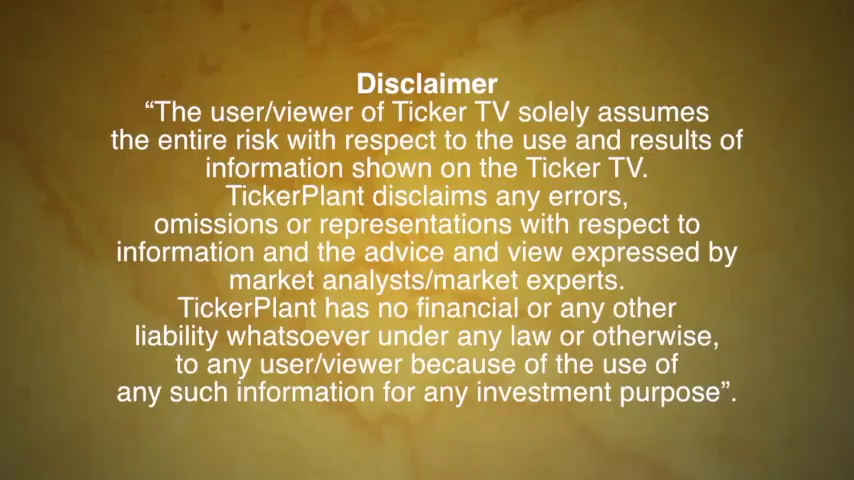 Disclaimer
“The user/viewer of Ticker TV solely assumes
the entire risk with respect to the use and results of
information shown on the Ticker TV.
TickerPlant disclaims any errors,
omissions or representations with respect to
information and the advice and view expressed by
market analysts/market experts.
TickerPlant has no financial or any other
liability whatsoever under any law or otherwise,
to any user/viewer because of the use of
any such information for any investment purpose”.